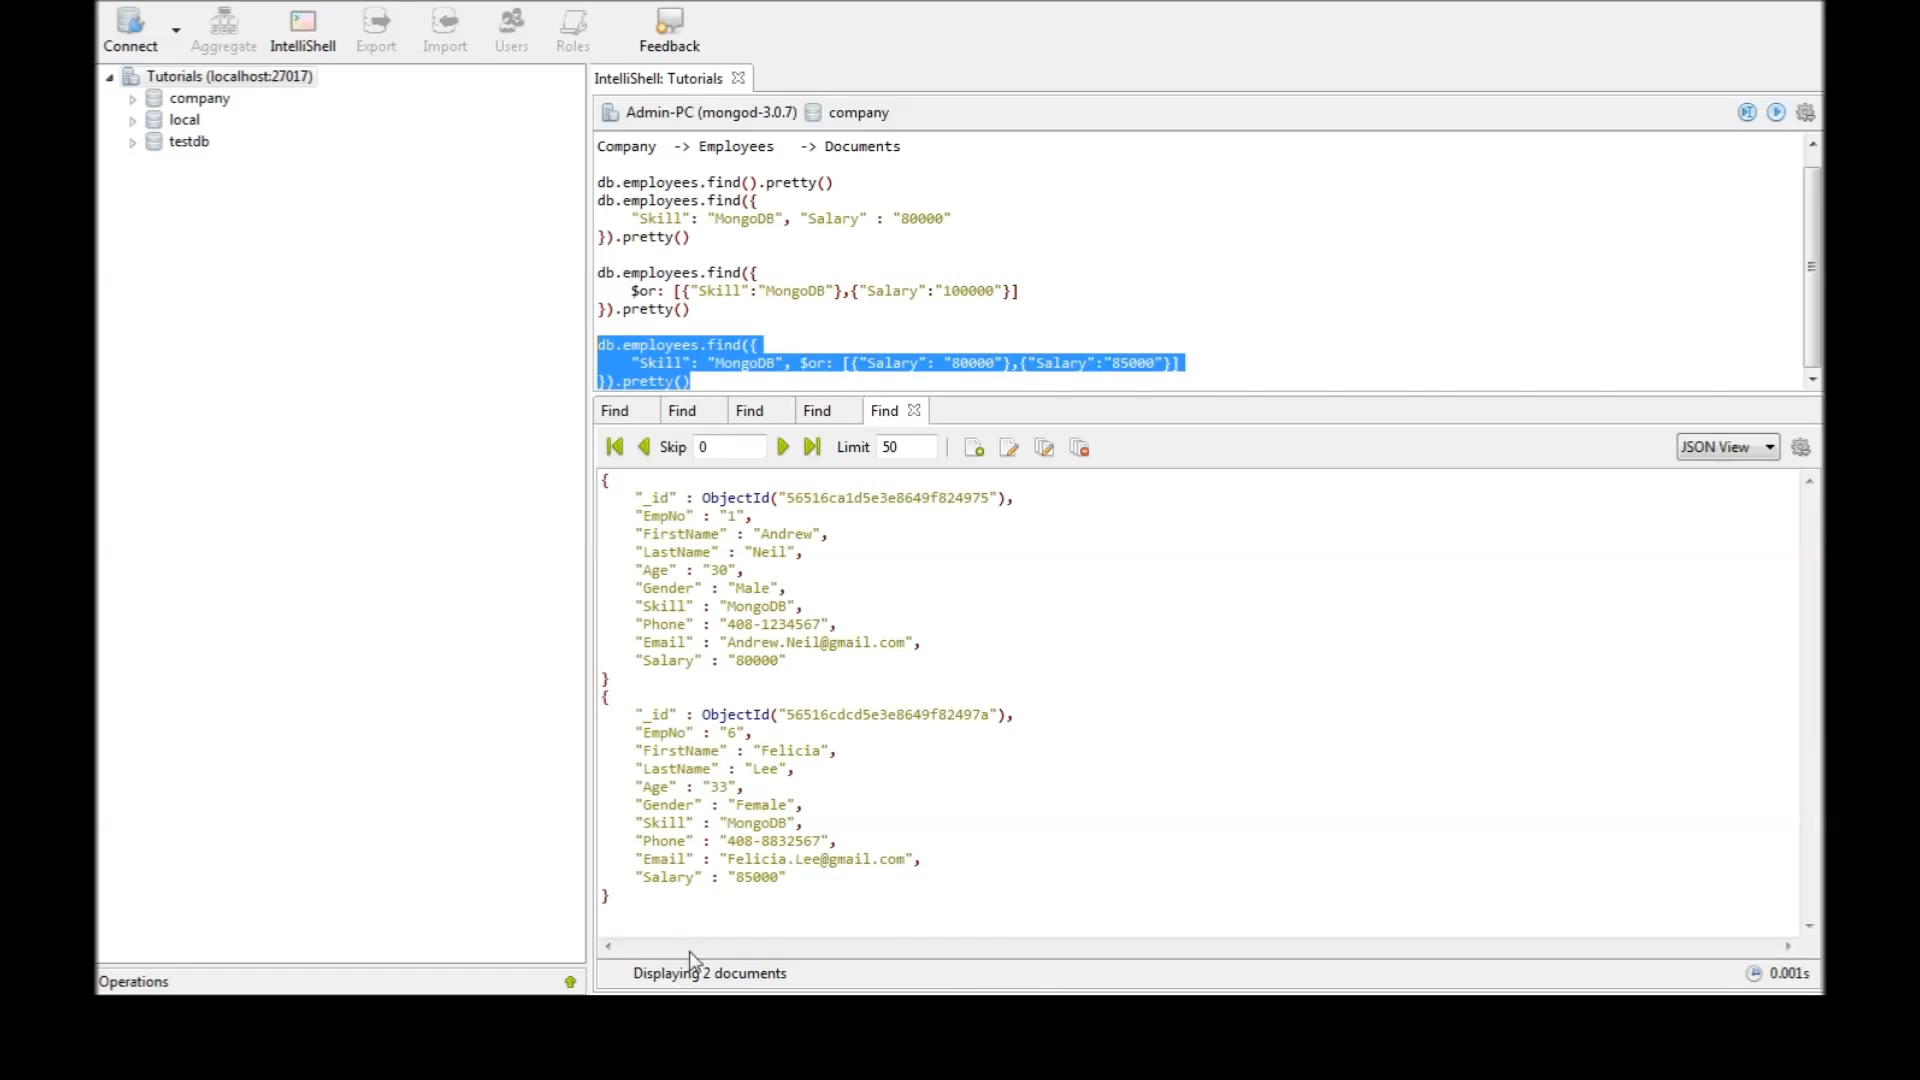 Connect Aggregate IntelliShell Export Import Users Roles Feedback
Tutorials (localhost:27017)
company
local
testdb
Operations
IntelliShell: Tutorials
Admin-PC (mongod-3.0.7) company
Company -> Employees -> Documents
db.employees.find().pretty()
db.employees.find({
"Skill": "MongoDB", "Salary" : "80000"
}).pretty()
db.employees.find({
$or: [{"Skill":"MongoDB"},{"Salary":"100000"}]
}).pretty()
db.employees.find({
"Skill": "MongoDB", $or: [{"Salary": "80000"},{"Salary":"85000"}]
}).pretty()
Find Find Find Find Find
Skip 0 Limit 50 JSON View
{
"_id" : ObjectId("56516ca1d5e3e8649f824975"),
"EmpNo" : "1",
"FirstName" : "Andrew",
"LastName" : "Neil",
"Age" : "30",
"Gender" : "Male",
"Skill" : "MongoDB",
"Phone" : "408-1234567",
"Email" : "Andrew.Neil@gmail.com",
"Salary" : "80000"
}
{
"_id" : ObjectId("56516cdcd5e3e8649f82497a"),
"EmpNo" : "6",
"FirstName" : "Felicia",
"LastName" : "Lee",
"Age" : "33",
"Gender" : "Female",
"Skill" : "MongoDB",
"Phone" : "408-8832567",
"Email" : "Felicia.Lee@gmail.com",
"Salary" : "85000"
}
Displaying 2 documents 0.001s